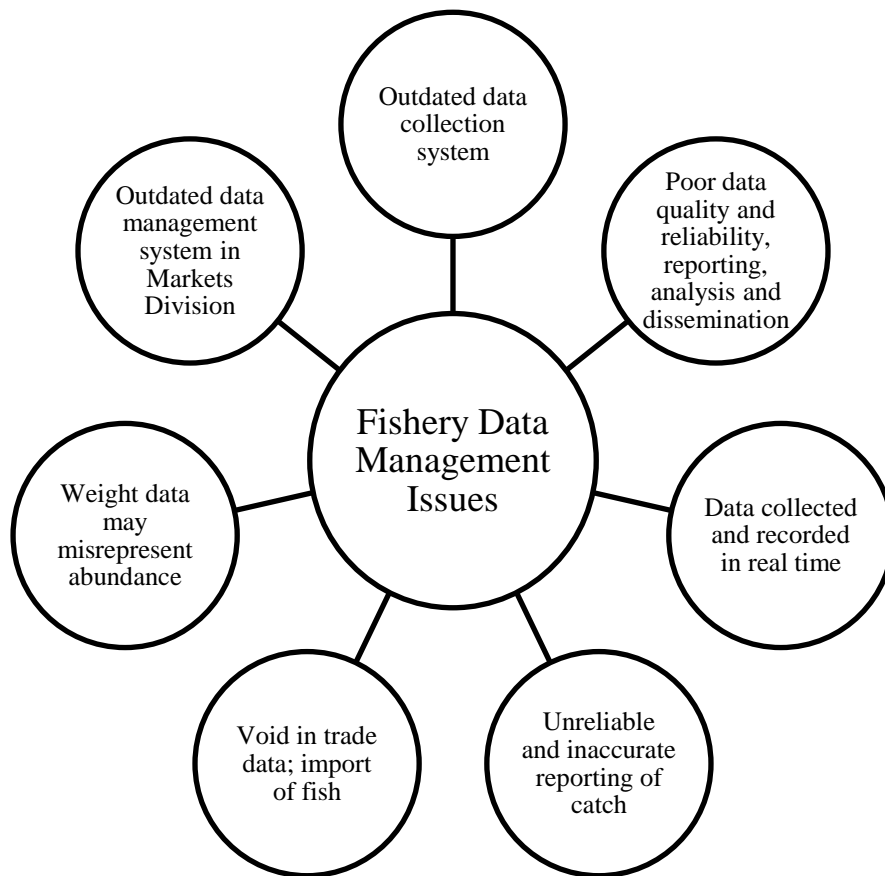 Outdated data
collection
system
Poor data
quality and
reliability,
reporting,
analysis and
dissemination
Data collected
and recorded
in real time
Unreliable
and inaccurate
reporting of
catch
Void in trade
data; import
of fish
Weight data
may
misrepresent
abundance
Outdated data
management
system in
Markets
Division
Fishery Data
Management
Issues